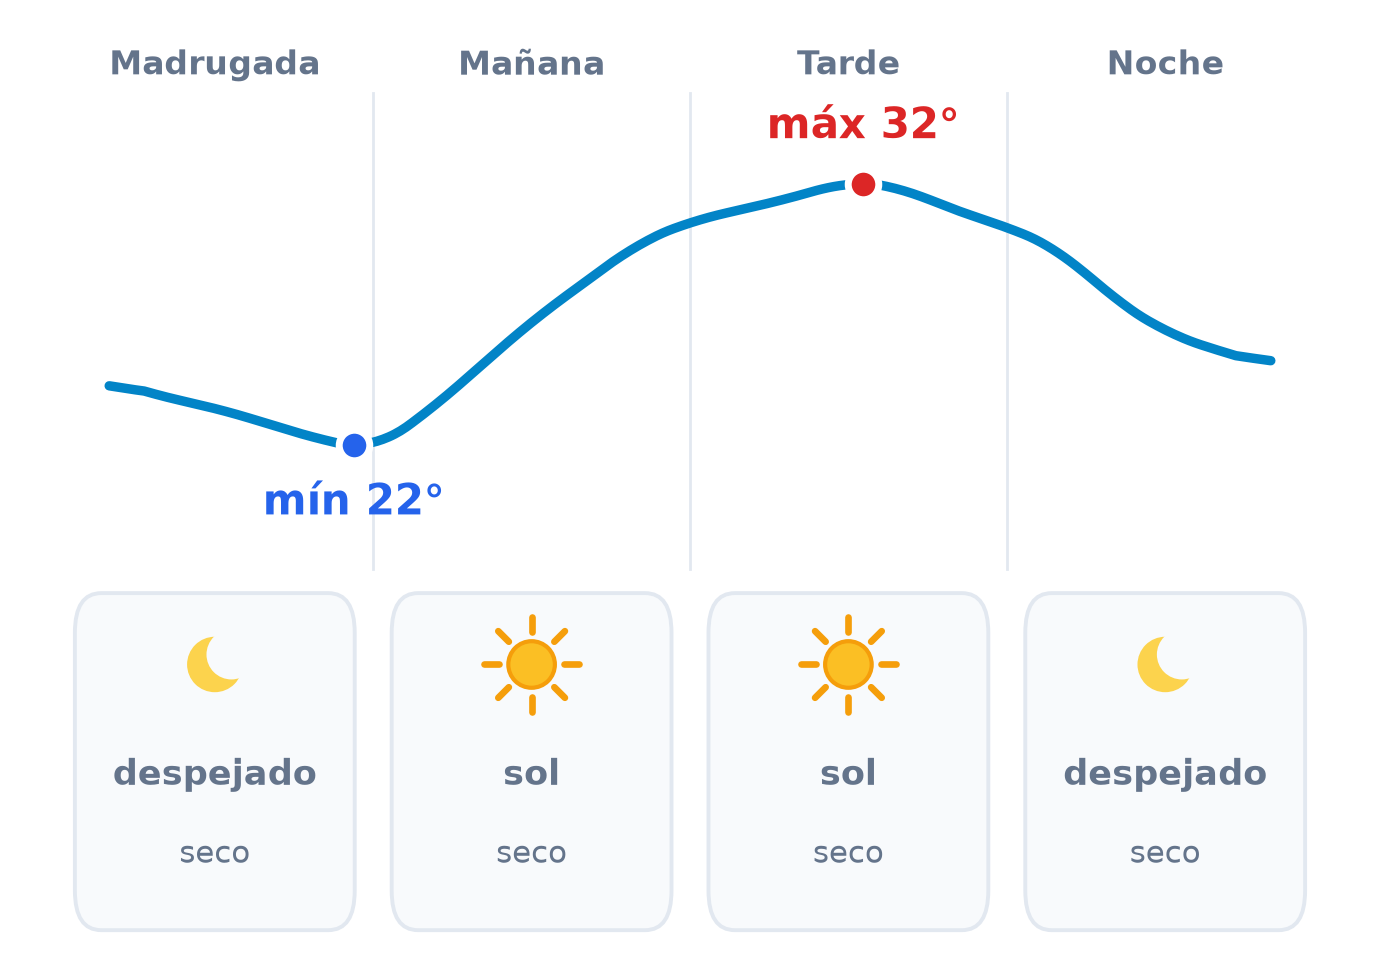 Madrugada
Mañana
Tarde
Noche
máx 32°
mín 22°
despejado
seco
sol
seco
sol
seco
despejado
seco